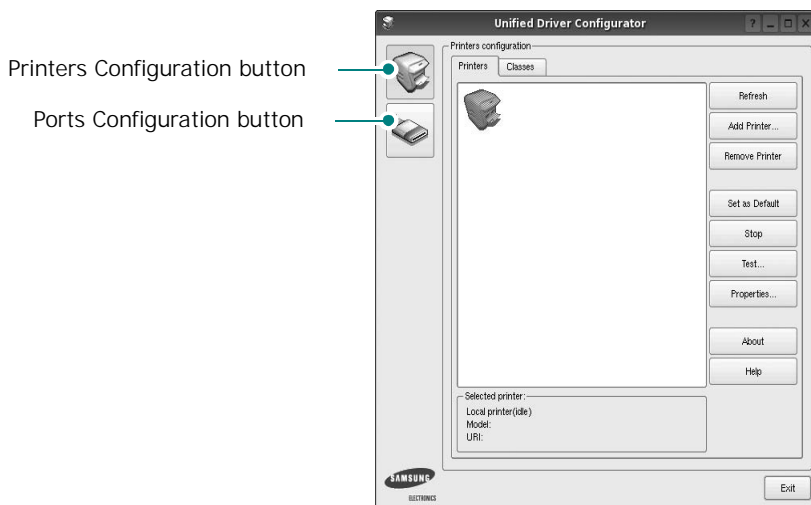 Unified Driver Configurator
Printers configuration
Printers Classes
Printers Configuration button
Ports Configuration button
Refresh
Add Printer...
Remove Printer
Set as Default
Stop
Test...
Properties...
About
Help
Selected printer:
Local printer(idle)
Model:
URI:
SAMSUNG
ELECTRONICS
Exit